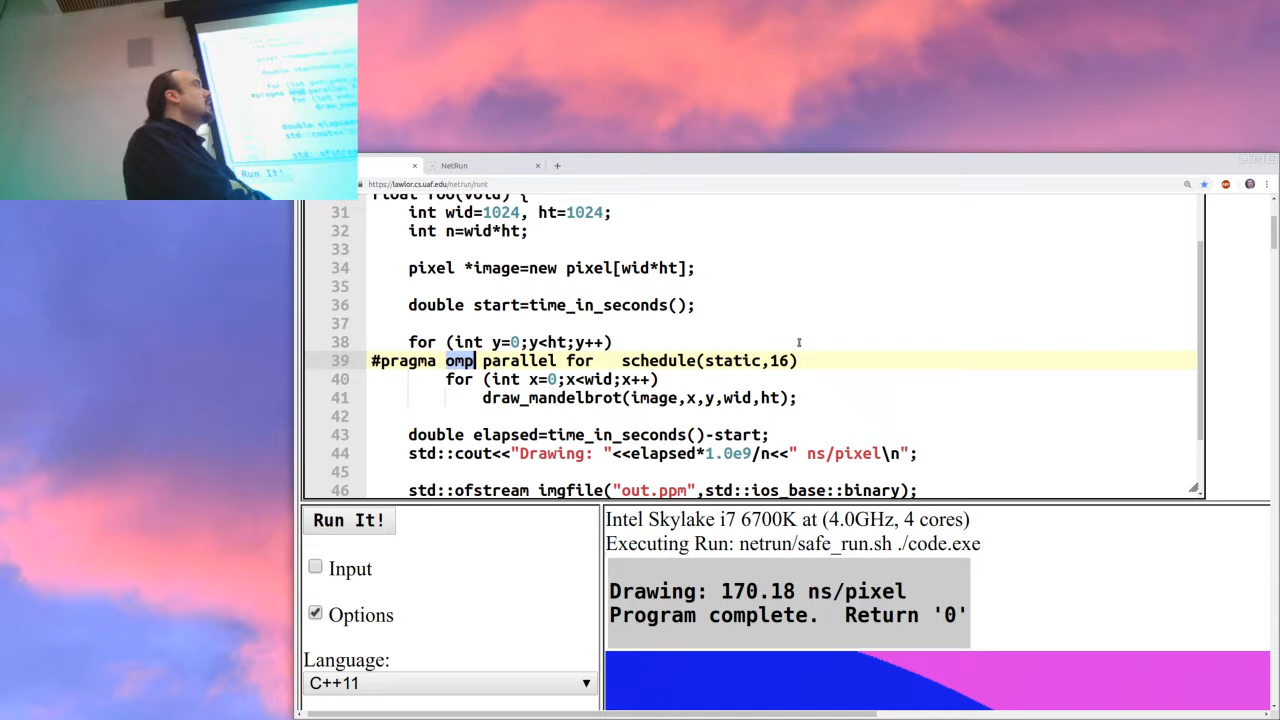 NetRun
https://lawlor.cs.uaf.edu/netrun/runt
float foo(void) {
31 int wid=1024, ht=1024;
32 int n=wid*ht;
33
34 pixel *image=new pixel[wid*ht];
35
36 double start=time_in_seconds();
37
38 for (int y=0;y<ht;y++)
39 #pragma omp parallel for schedule(static,16)
40 for (int x=0;x<wid;x++)
41 draw_mandelbrot(image,x,y,wid,ht);
42
43 double elapsed=time_in_seconds()-start;
44 std::cout<<"Drawing: "<<elapsed*1.0e9/n<<" ns/pixel\n";
45
46 std::ofstream imgfile("out.ppm",std::ios_base::binary);
Run It!
Input
Options
Language:
C++11
Intel Skylake i7 6700K at (4.0GHz, 4 cores)
Executing Run: netrun/safe_run.sh ./code.exe
Drawing: 170.18 ns/pixel
Program complete. Return '0'
Run It!